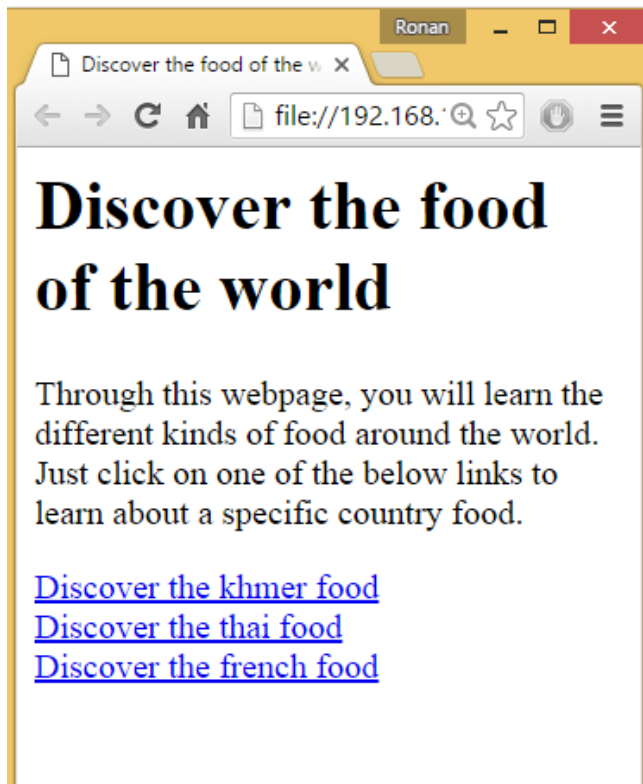 Ronan
Discover the food of the w
file://192.168.
Discover the food
of the world
Through this webpage, you will learn the
different kinds of food around the world.
Just click on one of the below links to
learn about a specific country food.
Discover the khmer food
Discover the thai food
Discover the french food